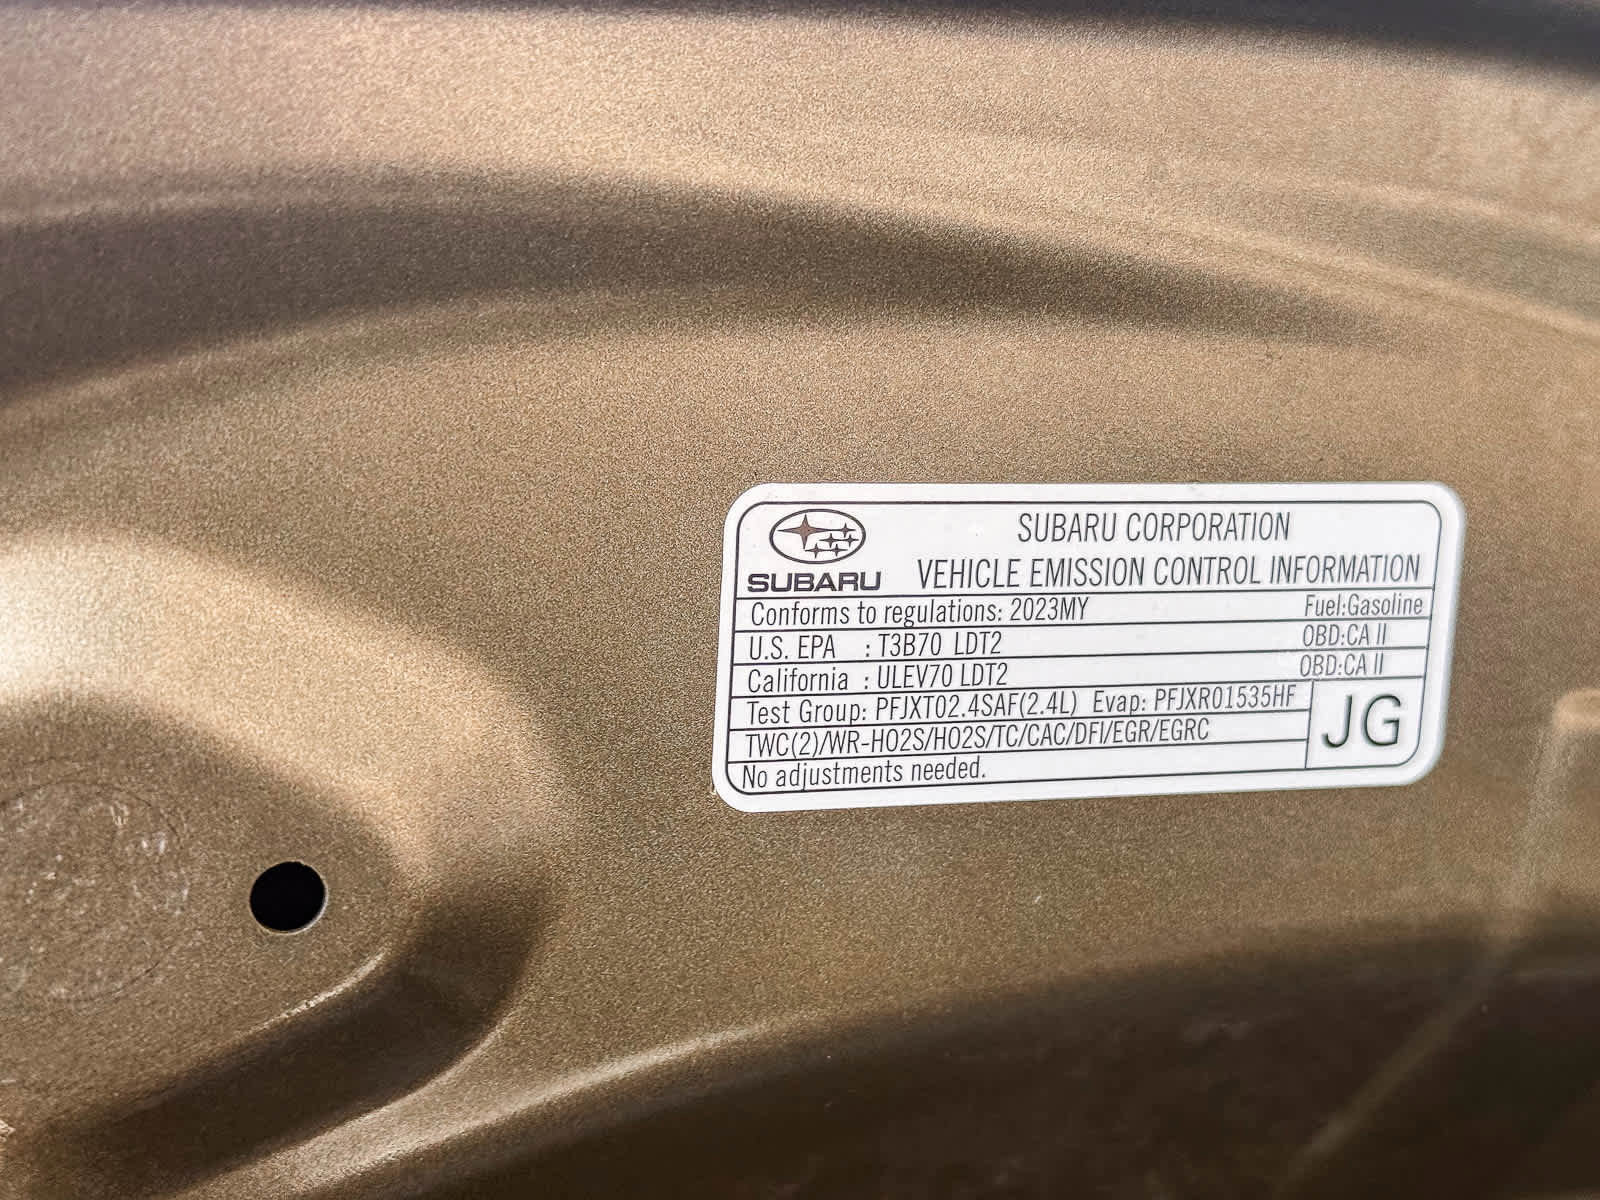 SUBARU
SUBARU CORPORATION
VEHICLE EMISSION CONTROL INFORMATION
Conforms to regulations: 2023MY Fuel:Gasoline
U.S. EPA : T3B70 LDT2 OBD:CA II
California : ULEV70 LDT2 OBD:CA II
Test Group: PFJXT02.4SAF(2.4L) Evap: PFJXR01535HF
TWC(2)/WR-HO2S/HO2S/TC/CAC/DFI/EGR/EGRC
No adjustments needed.
JG